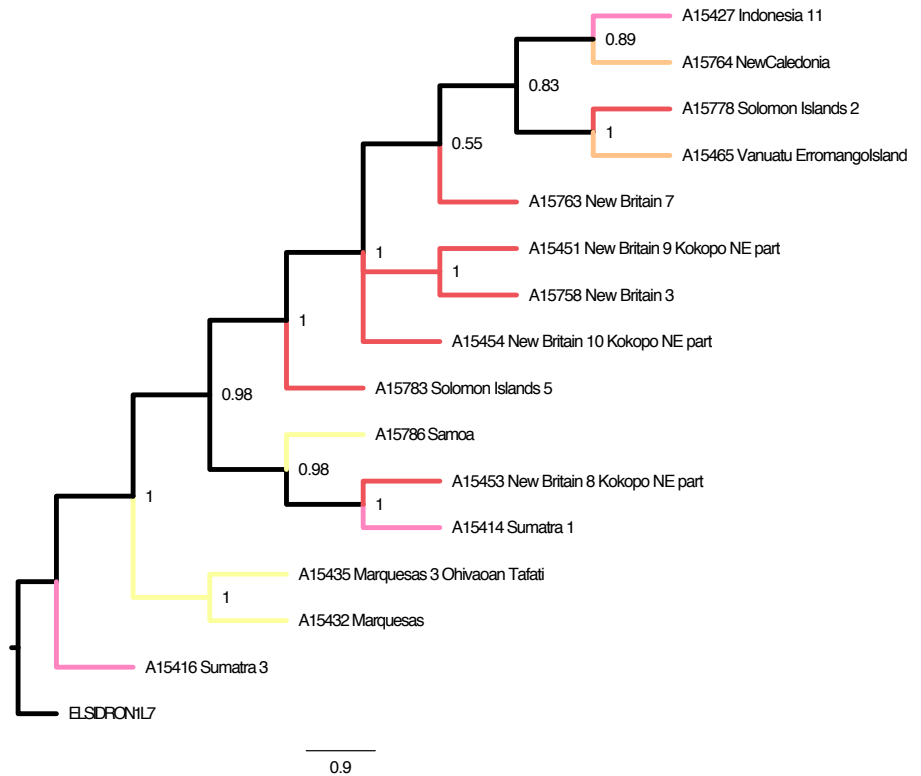 A15427 Indonesia 11
0.89
A15764 NewCaledonia
0.83
A15778 Solomon Islands 2
1
A15465 Vanuatu ErromangoIsland
0.55
A15763 New Britain 7
A15451 New Britain 9 Kokopo NE part
1
1
A15758 New Britain 3
A15454 New Britain 10 Kokopo NE part
1
A15783 Solomon Islands 5
0.98
A15786 Samoa
0.98
A15453 New Britain 8 Kokopo NE part
1
1
A15414 Sumatra 1
A15435 Marquesas 3 Ohivaoan Tafati
1
A15432 Marquesas
A15416 Sumatra 3
ELSIDRON1L7
0.9